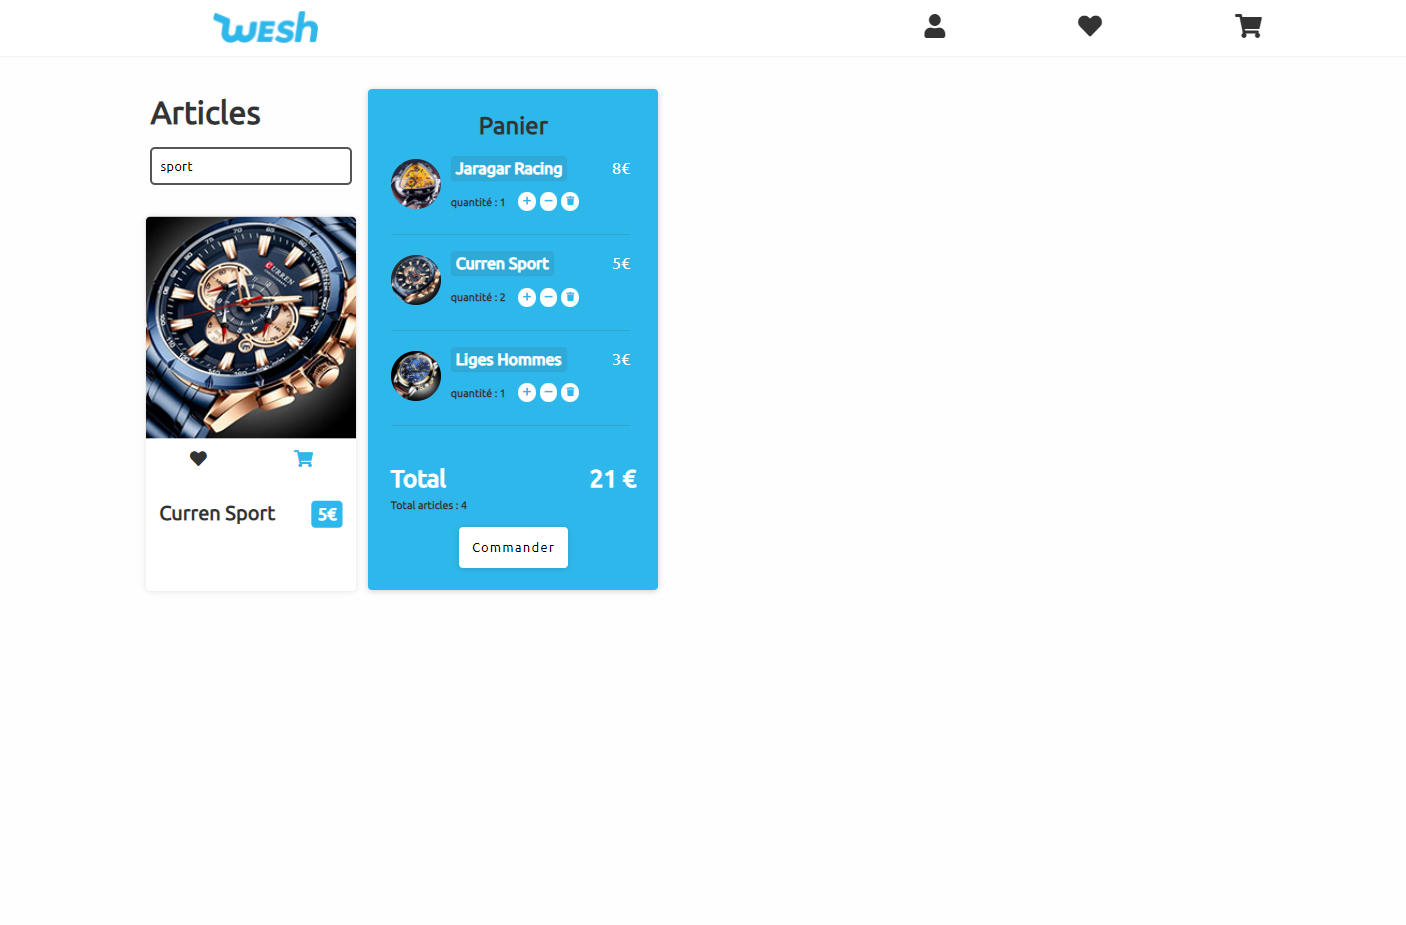 wesh
Articles
sport
CURREN
Curren Sport 5€
Panier
Jaragar Racing 8€
quantité : 1
Curren Sport 5€
quantité : 2
Liges Hommes 3€
quantité : 1
Total 21 €
Total articles : 4
Commander